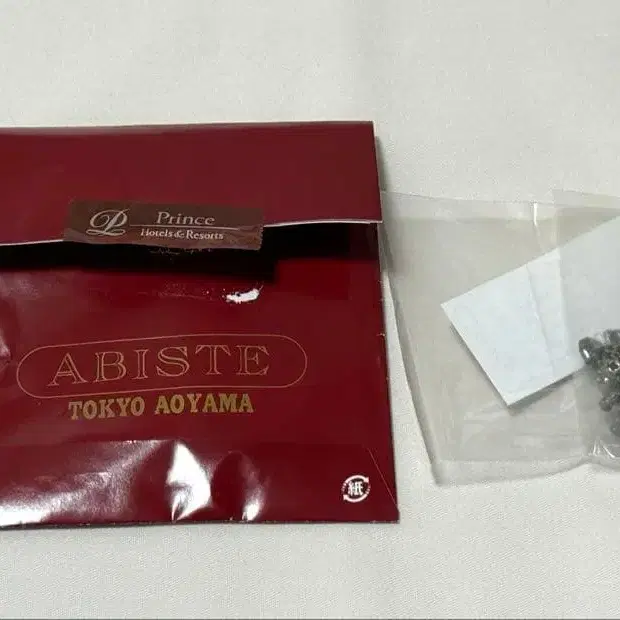 Prince
Hotels & Resorts
ABISTE
TOKYO AOYAMA
紙